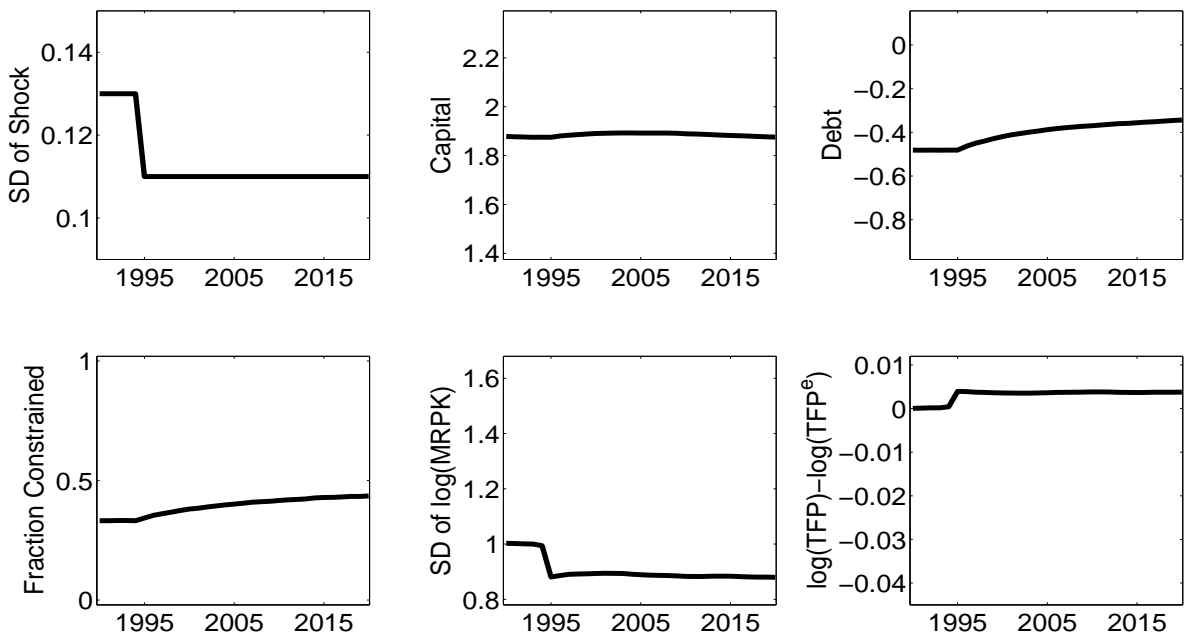 SD of Shock
0.14
0.12
0.1
1995 2005 2015
Capital
2.2
2
1.8
1.6
1.4
1995 2005 2015
Debt
0
−0.2
−0.4
−0.6
−0.8
1995 2005 2015
Fraction Constrained
1
0.5
0
1995 2005 2015
SD of log(MRPK)
1.6
1.4
1.2
1
0.8
1995 2005 2015
log(TFP)−log(TFPᵉ)
0.01
0
−0.01
−0.02
−0.03
−0.04
1995 2005 2015